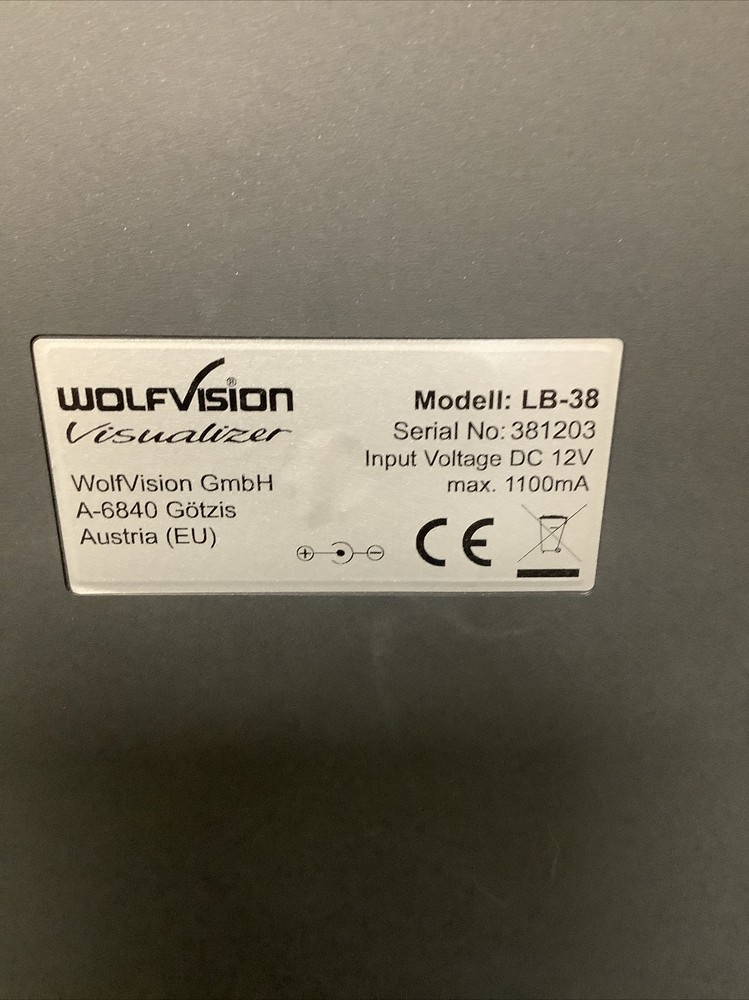 WOLFVISION®
Visualizer
WolfVision GmbH
A-6840 Götzis
Austria (EU)
Modell: LB-38
Serial No: 381203
Input Voltage DC 12V
max. 1100mA
CE